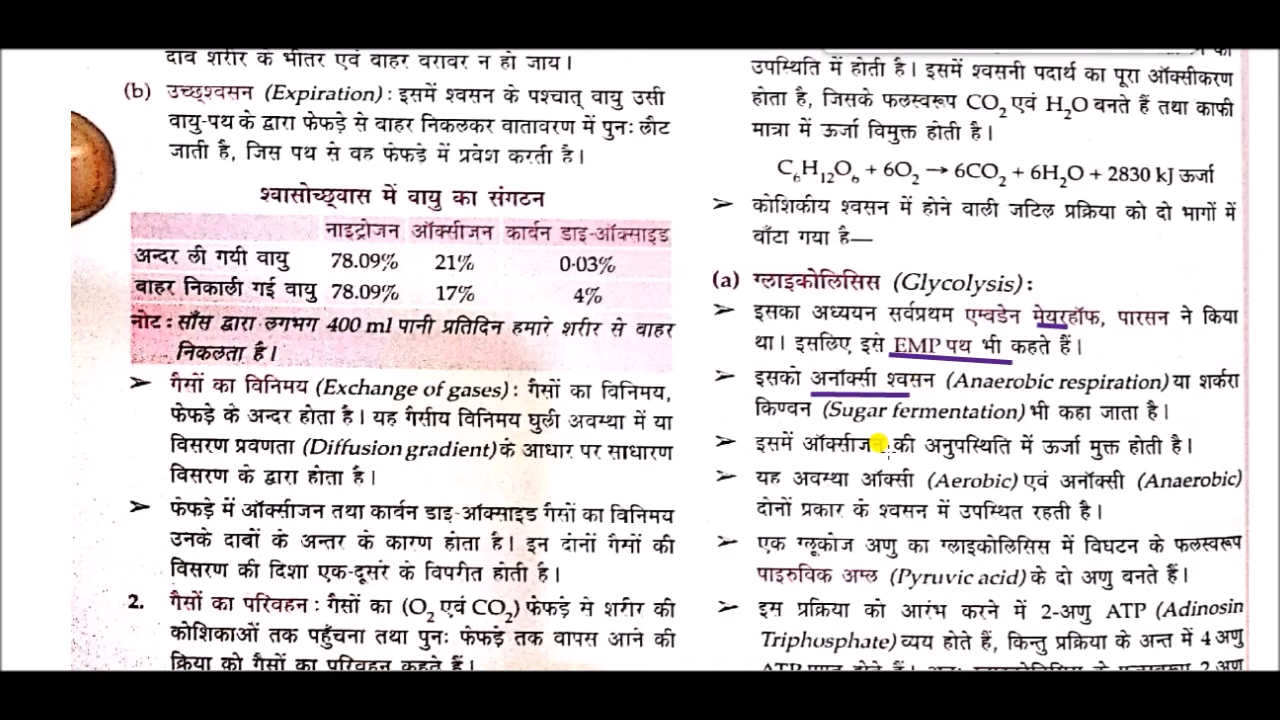 दाब शरीर के भीतर एवं बाहर बराबर न हो जाय।
(b) उच्छ्श्वसन (Expiration) : इसमें श्वसन के पश्चात् वायु उसी
वायु-पथ के द्वारा फेफड़े से बाहर निकलकर वातावरण में पुनः लौट
जाती है, जिस पथ से वह फेफड़े में प्रवेश करती है।
श्वासोच्छ्वास में वायु का संगठन
नाइट्रोजन ऑक्सीजन कार्बन डाइ-ऑक्साइड
अन्दर ली गयी वायु 78.09% 21% 0·03%
बाहर निकाली गई वायु 78.09% 17% 4%
नोट : साँस द्वारा लगभग 400 ml पानी प्रतिदिन हमारे शरीर से बाहर
निकलता है।
➢ गैसों का विनिमय (Exchange of gases) : गैसों का विनिमय,
फेफड़े के अन्दर होता है। यह गैसीय विनिमय घुली अवस्था में या
विसरण प्रवणता (Diffusion gradient) के आधार पर साधारण
विसरण के द्वारा होता है।
➢ फेफड़े में ऑक्सीजन तथा कार्बन डाइ-ऑक्साइड गैसों का विनिमय
उनके दाबों के अन्तर के कारण होता है। इन दोनों गैसों की
विसरण की दिशा एक-दूसरे के विपरीत होती है।
2. गैसों का परिवहन : गैसों का (O₂ एवं CO₂) फेफड़े से शरीर की
कोशिकाओं तक पहुँचना तथा पुनः फेफड़े तक वापस आने की
क्रिया को गैसों का परिवहन कहते हैं।
उपस्थिति में होती है। इसमें श्वसनी पदार्थ का पूरा ऑक्सीकरण
होता है, जिसके फलस्वरूप CO₂ एवं H₂O बनते हैं तथा काफी
मात्रा में ऊर्जा विमुक्त होती है।
C₆H₁₂O₆ + 6O₂ → 6CO₂ + 6H₂O + 2830 kJ ऊर्जा
➢ कोशिकीय श्वसन में होने वाली जटिल प्रक्रिया को दो भागों में
बाँटा गया है—
(a) ग्लाइकोलिसिस (Glycolysis) :
➢ इसका अध्ययन सर्वप्रथम एम्बडेन मेयरहॉफ, पारसन ने किया
था। इसलिए इसे EMP पथ भी कहते हैं।
➢ इसको अनॉक्सी श्वसन (Anaerobic respiration) या शर्करा
किण्वन (Sugar fermentation) भी कहा जाता है।
➢ इसमें ऑक्सीजन की अनुपस्थिति में ऊर्जा मुक्त होती है।
➢ यह अवस्था ऑक्सी (Aerobic) एवं अनॉक्सी (Anaerobic)
दोनों प्रकार के श्वसन में उपस्थित रहती है।
➢ एक ग्लूकोज अणु का ग्लाइकोलिसिस में विघटन के फलस्वरूप
पाइरुविक अम्ल (Pyruvic acid) के दो अणु बनते हैं।
➢ इस प्रक्रिया को आरंभ करने में 2-अणु ATP (Adinosin
Triphosphate) व्यय होते हैं, किन्तु प्रक्रिया के अन्त में 4 अणु